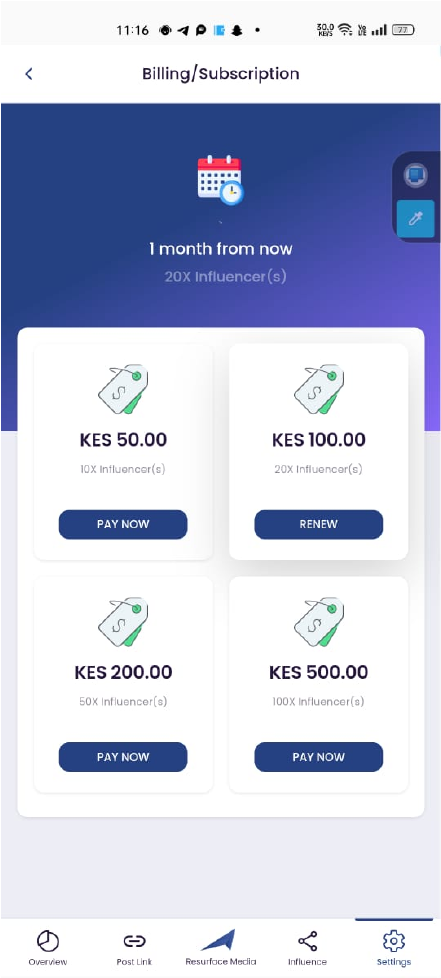 11:16
30.0 KB/S
77
Billing/Subscription
1 month from now
20X Influencer(s)
KES 50.00
10X Influencer(s)
PAY NOW
KES 100.00
20X Influencer(s)
RENEW
KES 200.00
50X Influencer(s)
PAY NOW
KES 500.00
100X Influencer(s)
PAY NOW
Overview
Post Link
Resurface Media
Influence
Settings